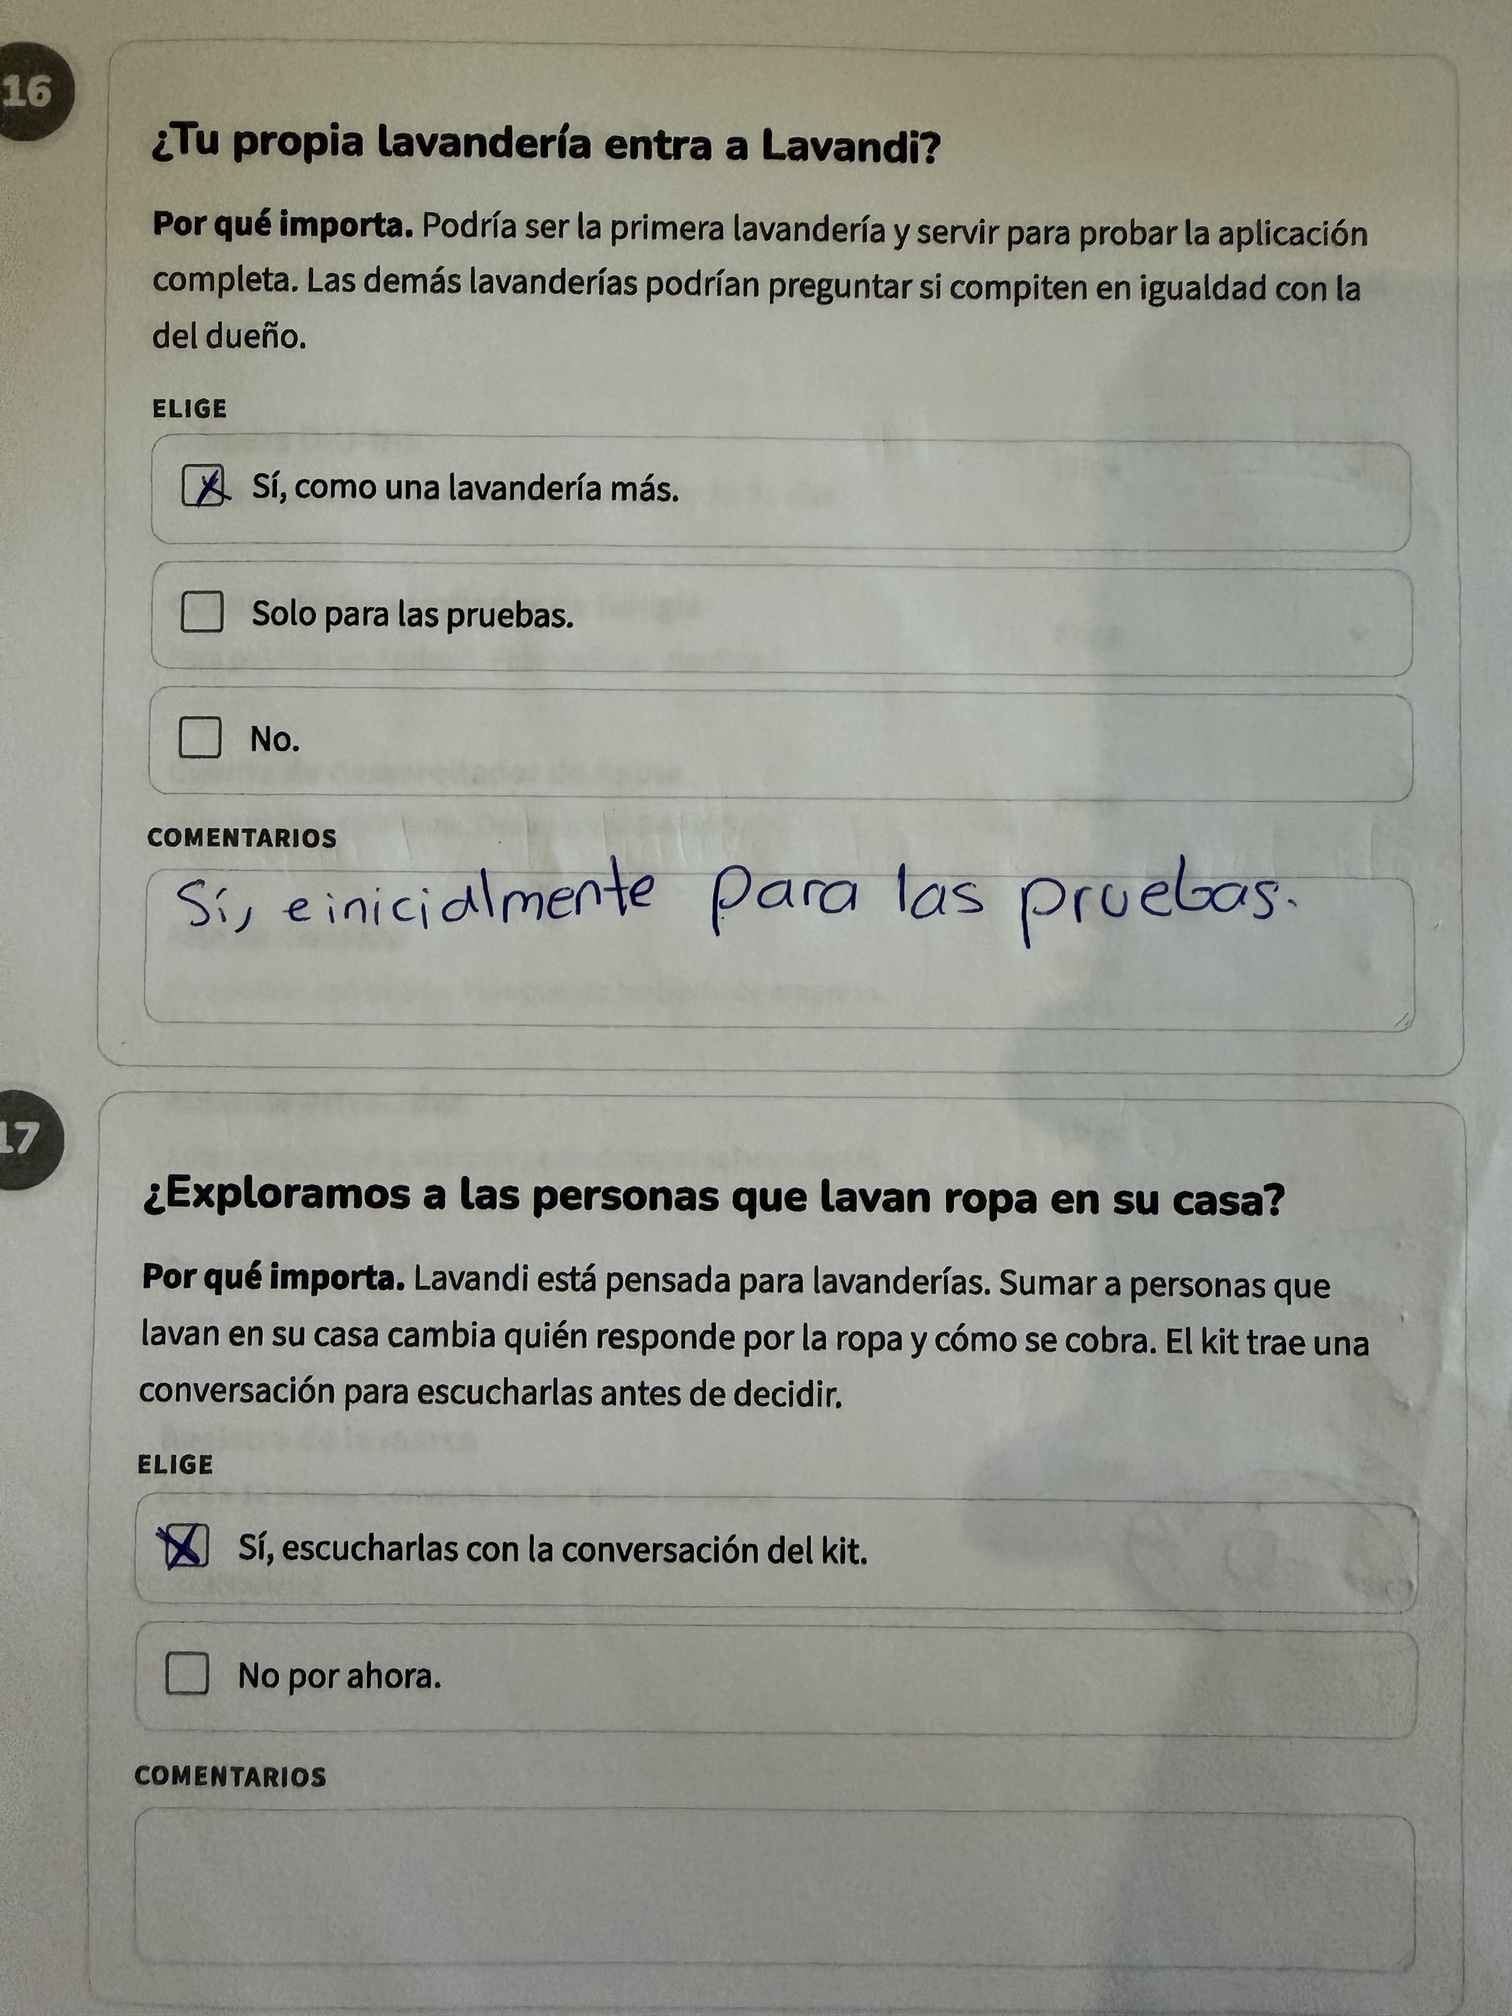 16
¿Tu propia lavandería entra a Lavandi?
Por qué importa. Podría ser la primera lavandería y servir para probar la aplicación
completa. Las demás lavanderías podrían preguntar si compiten en igualdad con la
del dueño.
ELIGE
Sí, como una lavandería más.
Solo para las pruebas.
No.
COMENTARIOS
Sí, e inicialmente para las pruebas.
17
¿Exploramos a las personas que lavan ropa en su casa?
Por qué importa. Lavandi está pensada para lavanderías. Sumar a personas que
lavan en su casa cambia quién responde por la ropa y cómo se cobra. El kit trae una
conversación para escucharlas antes de decidir.
ELIGE
Sí, escucharlas con la conversación del kit.
No por ahora.
COMENTARIOS